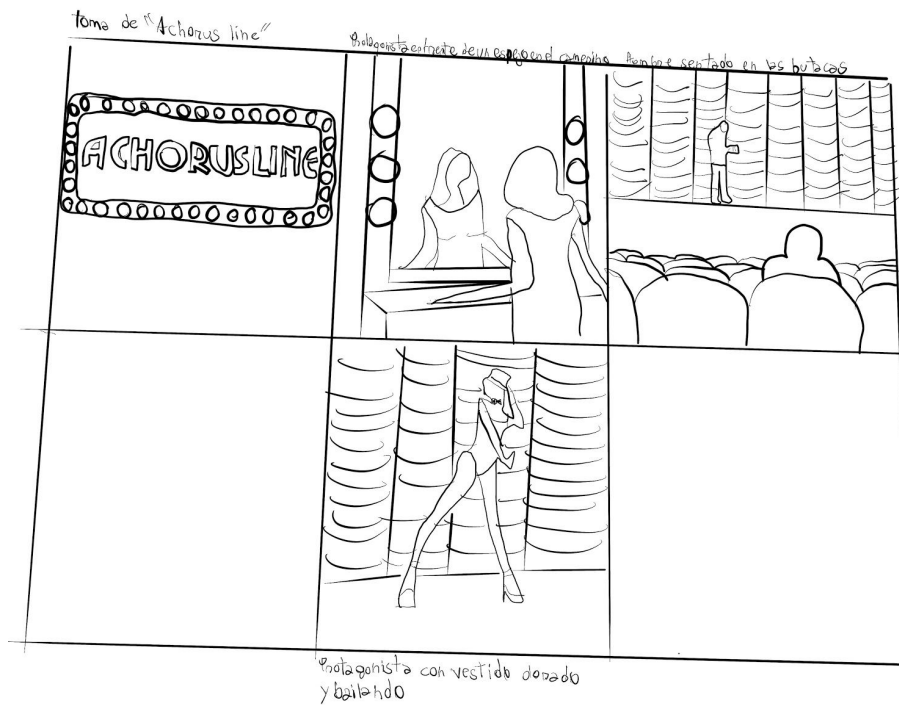 toma de "Achorus line"
Protagonista enfrente de un espejo en el camerino
Hombre sentado en las butacas
ACHORUSLINE
Protagonista con vestido dorado
y bailando